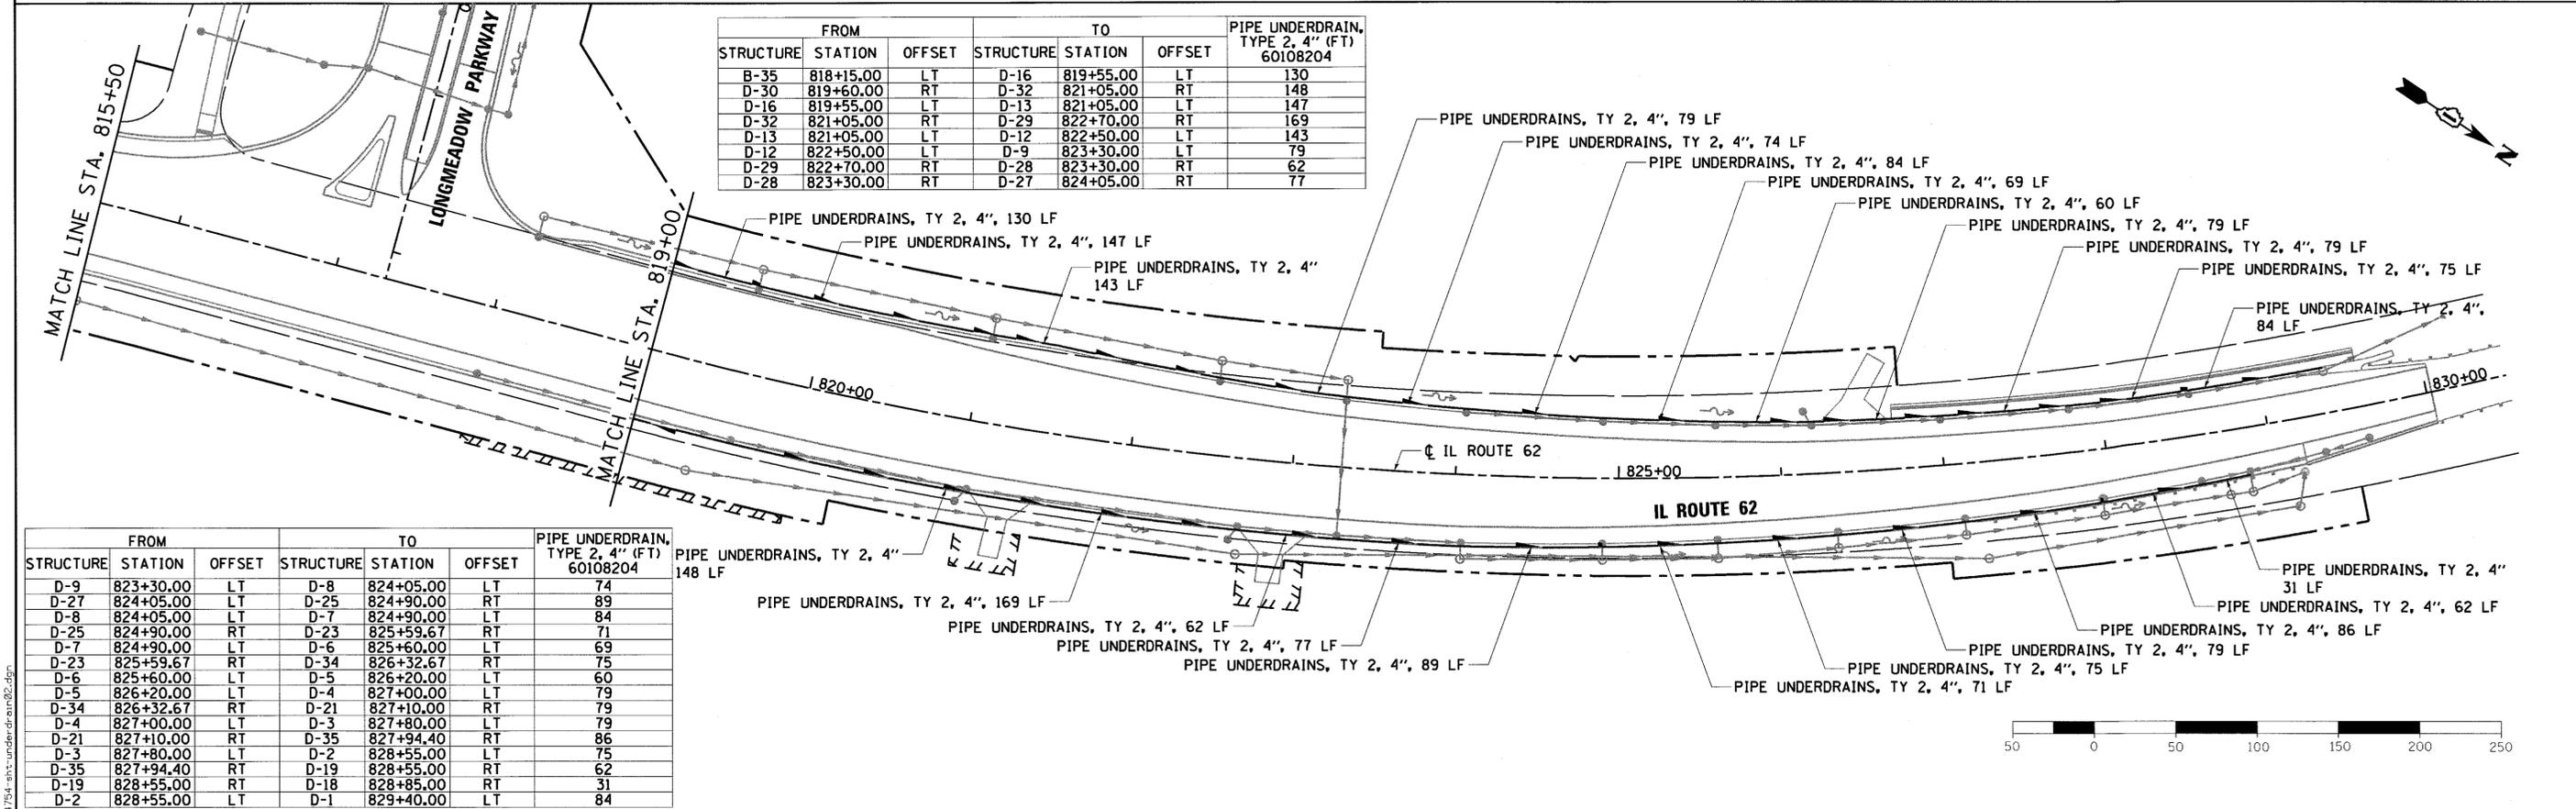 FROM TO PIPE UNDERDRAIN, TYPE 2, 4" (FT) 60108204
STRUCTURE STATION OFFSET STRUCTURE STATION OFFSET
B-35 818+15.00 LT D-16 819+55.00 LT 130
D-30 819+60.00 RT D-32 821+05.00 RT 148
D-16 819+55.00 LT D-13 821+05.00 LT 147
D-32 821+05.00 RT D-29 822+70.00 RT 169
D-13 821+05.00 LT D-12 822+50.00 LT 143
D-12 822+50.00 LT D-9 823+30.00 LT 79
D-29 822+70.00 RT D-28 823+30.00 RT 62
D-28 823+30.00 RT D-27 824+05.00 RT 77
MATCH LINE STA. 815+50
LONGMEADOW PARKWAY
MATCH LINE STA. 819+00
N
PIPE UNDERDRAINS, TY 2, 4", 130 LF
PIPE UNDERDRAINS, TY 2, 4", 147 LF
PIPE UNDERDRAINS, TY 2, 4"
143 LF
PIPE UNDERDRAINS, TY 2, 4", 79 LF
PIPE UNDERDRAINS, TY 2, 4", 74 LF
PIPE UNDERDRAINS, TY 2, 4", 84 LF
PIPE UNDERDRAINS, TY 2, 4", 69 LF
PIPE UNDERDRAINS, TY 2, 4", 60 LF
PIPE UNDERDRAINS, TY 2, 4", 79 LF
PIPE UNDERDRAINS, TY 2, 4", 79 LF
PIPE UNDERDRAINS, TY 2, 4", 75 LF
PIPE UNDERDRAINS, TY 2, 4",
84 LF
820+00
℄ IL ROUTE 62
825+00
830+00
IL ROUTE 62
PIPE UNDERDRAINS, TY 2, 4"
148 LF
PIPE UNDERDRAINS, TY 2, 4", 169 LF
PIPE UNDERDRAINS, TY 2, 4", 62 LF
PIPE UNDERDRAINS, TY 2, 4", 77 LF
PIPE UNDERDRAINS, TY 2, 4", 89 LF
PIPE UNDERDRAINS, TY 2, 4"
31 LF
PIPE UNDERDRAINS, TY 2, 4", 62 LF
PIPE UNDERDRAINS, TY 2, 4", 86 LF
PIPE UNDERDRAINS, TY 2, 4", 79 LF
PIPE UNDERDRAINS, TY 2, 4", 75 LF
PIPE UNDERDRAINS, TY 2, 4", 71 LF
FROM TO PIPE UNDERDRAIN, TYPE 2, 4" (FT) 60108204
STRUCTURE STATION OFFSET STRUCTURE STATION OFFSET
D-9 823+30.00 LT D-8 824+05.00 LT 74
D-27 824+05.00 LT D-25 824+90.00 RT 89
D-8 824+05.00 LT D-7 824+90.00 LT 84
D-25 824+90.00 RT D-23 825+59.67 RT 71
D-7 824+90.00 LT D-6 825+60.00 LT 69
D-23 825+59.67 RT D-34 826+32.67 RT 75
D-6 825+60.00 LT D-5 826+20.00 LT 60
D-5 826+20.00 LT D-4 827+00.00 LT 79
D-34 826+32.67 RT D-21 827+10.00 RT 79
D-4 827+00.00 LT D-3 827+80.00 LT 79
D-21 827+10.00 RT D-35 827+94.40 RT 86
D-3 827+80.00 LT D-2 828+55.00 LT 75
D-35 827+94.40 RT D-19 828+55.00 RT 62
D-19 828+55.00 RT D-18 828+85.00 RT 31
D-2 828+55.00 LT D-1 829+40.00 LT 84
50 0 50 100 150 200 250
4754-sht-underdrain02.dgn